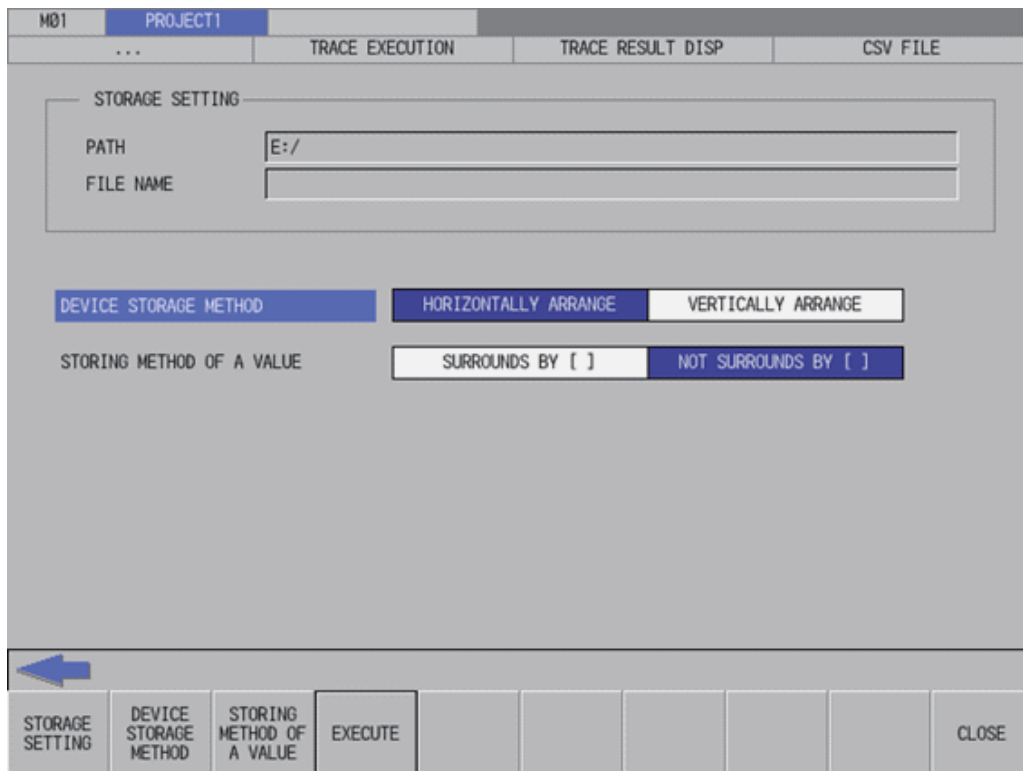 M01 PROJECT1
... TRACE EXECUTION TRACE RESULT DISP CSV FILE
STORAGE SETTING
PATH E:/
FILE NAME
DEVICE STORAGE METHOD HORIZONTALLY ARRANGE VERTICALLY ARRANGE
STORING METHOD OF A VALUE SURROUNDS BY [ ] NOT SURROUNDS BY [ ]
STORAGE SETTING
DEVICE STORAGE METHOD
STORING METHOD OF A VALUE
EXECUTE
CLOSE